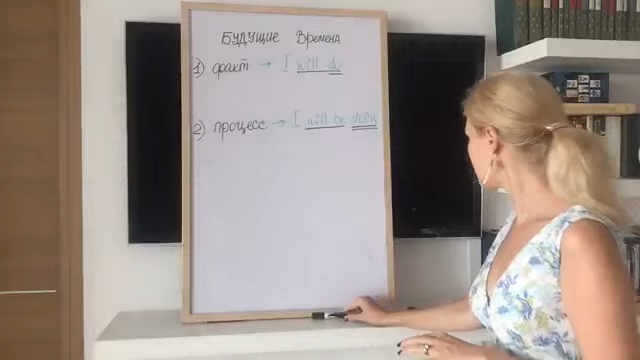 Будущие Времена
1) факт → I will do
2) процесс → I will be doing